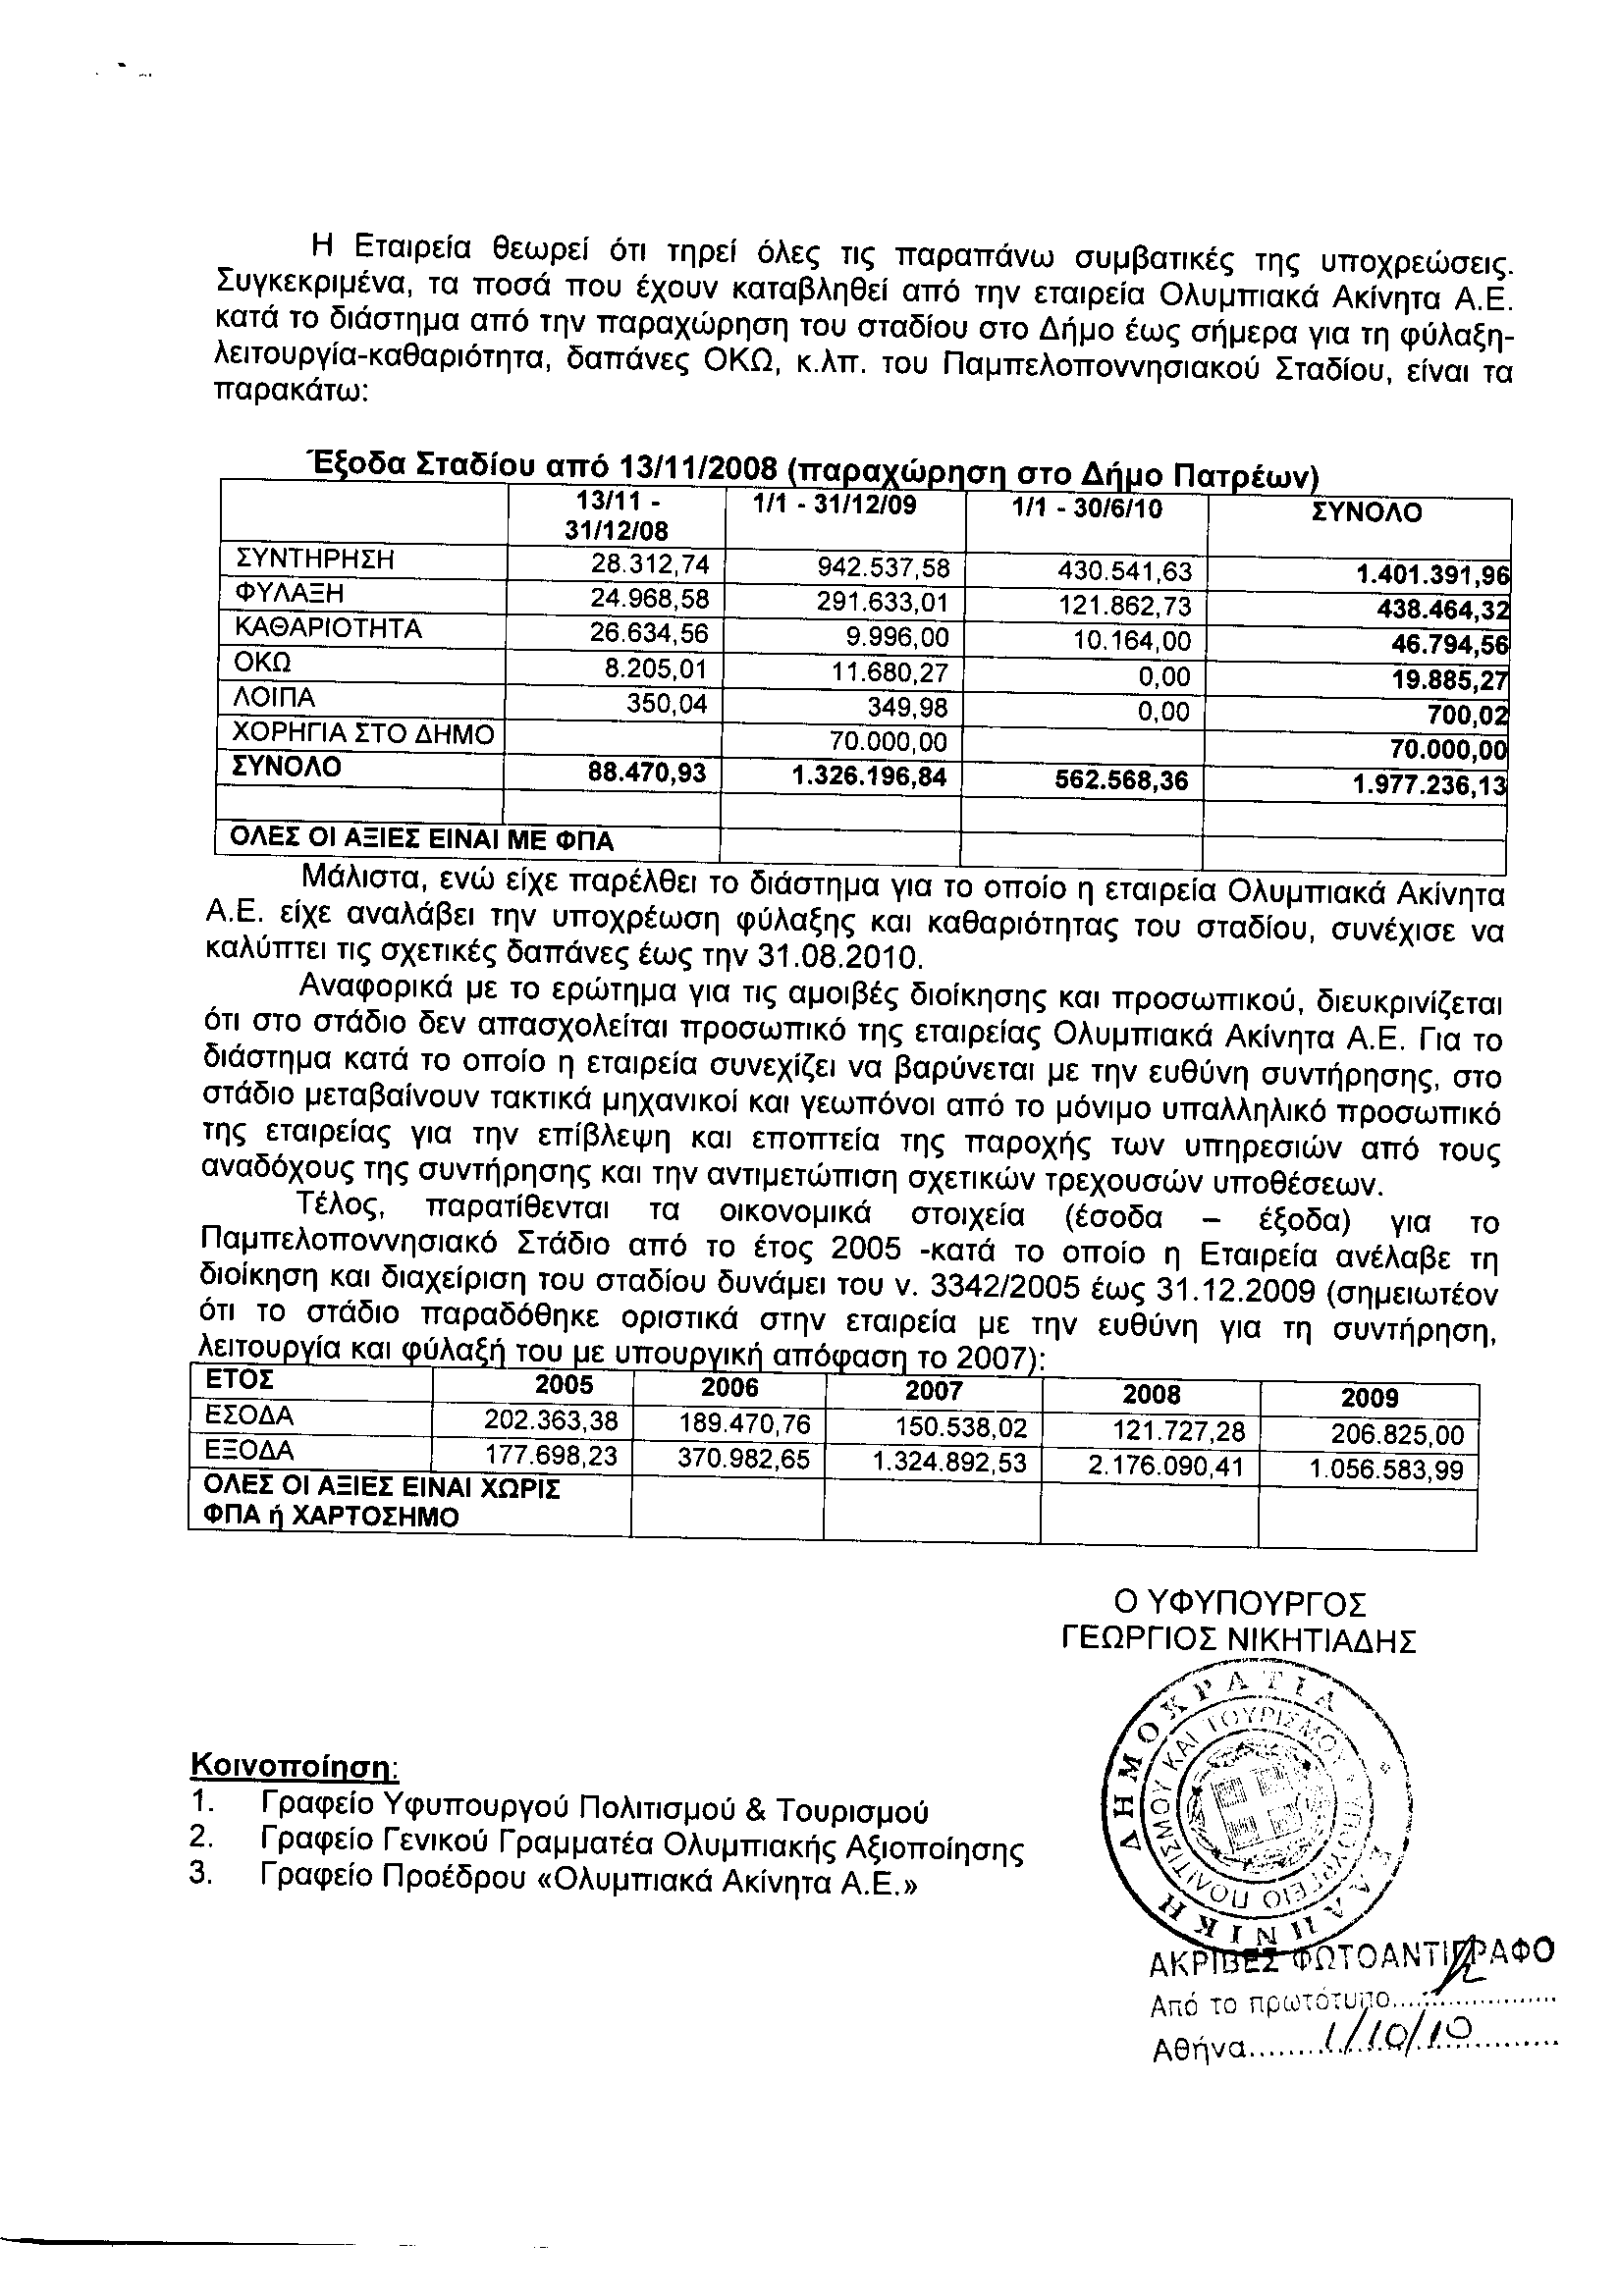 Η Εταιρεία θεωρεί ότι τηρεί όλες τις παραπάνω συμβατικές της υποχρεώσεις.
Συγκεκριμένα, τα ποσά που έχουν καταβληθεί από την εταιρεία Ολυμπιακά Ακίνητα Α.Ε.
κατά το διάστημα από την παραχώρηση του σταδίου στο Δήμο έως σήμερα για τη φύλαξη-
λειτουργία-καθαριότητα, δαπάνες ΟΚΩ, κ.λπ. του Παμπελοποννησιακού Σταδίου, είναι τα
παρακάτω:
Έξοδα Σταδίου από 13/11/2008 (παραχώρηση στο Δήμο Πατρέων)
13/11 - 1/1 - 31/12/09 1/1 - 30/6/10 ΣΥΝΟΛΟ
31/12/08
ΣΥΝΤΗΡΗΣΗ 28.312,74 942.537,58 430.541,63 1.401.391,96
ΦΥΛΑΞΗ 24.968,58 291.633,01 121.862,73 438.464,32
ΚΑΘΑΡΙΟΤΗΤΑ 26.634,56 9.996,00 10.164,00 46.794,56
ΟΚΩ 8.205,01 11.680,27 0,00 19.885,27
ΛΟΙΠΑ 350,04 349,98 0,00 700,02
ΧΟΡΗΓΙΑ ΣΤΟ ΔΗΜΟ 70.000,00 70.000,00
ΣΥΝΟΛΟ 88.470,93 1.326.196,84 562.568,36 1.977.236,13
ΟΛΕΣ ΟΙ ΑΞΙΕΣ ΕΙΝΑΙ ΜΕ ΦΠΑ
Μάλιστα, ενώ είχε παρέλθει το διάστημα για το οποίο η εταιρεία Ολυμπιακά Ακίνητα
Α.Ε. είχε αναλάβει την υποχρέωση φύλαξης και καθαριότητας του σταδίου, συνέχισε να
καλύπτει τις σχετικές δαπάνες έως την 31.08.2010.
Αναφορικά με το ερώτημα για τις αμοιβές διοίκησης και προσωπικού, διευκρινίζεται
ότι στο στάδιο δεν απασχολείται προσωπικό της εταιρείας Ολυμπιακά Ακίνητα Α.Ε. Για το
διάστημα κατά το οποίο η εταιρεία συνεχίζει να βαρύνεται με την ευθύνη συντήρησης, στο
στάδιο μεταβαίνουν τακτικά μηχανικοί και γεωπόνοι από το μόνιμο υπαλληλικό προσωπικό
της εταιρείας για την επίβλεψη και εποπτεία της παροχής των υπηρεσιών από τους
αναδόχους της συντήρησης και την αντιμετώπιση σχετικών τρεχουσών υποθέσεων.
Τέλος, παρατίθενται τα οικονομικά στοιχεία (έσοδα – έξοδα) για το
Παμπελοποννησιακό Στάδιο από το έτος 2005 -κατά το οποίο η Εταιρεία ανέλαβε τη
διοίκηση και διαχείριση του σταδίου δυνάμει του ν. 3342/2005 έως 31.12.2009 (σημειωτέον
ότι το στάδιο παραδόθηκε οριστικά στην εταιρεία με την ευθύνη για τη συντήρηση,
λειτουργία και φύλαξή του με υπουργική απόφαση το 2007):
ΕΤΟΣ 2005 2006 2007 2008 2009
ΕΣΟΔΑ 202.363,38 189.470,76 150.538,02 121.727,28 206.825,00
ΕΞΟΔΑ 177.698,23 370.982,65 1.324.892,53 2.176.090,41 1.056.583,99
ΟΛΕΣ ΟΙ ΑΞΙΕΣ ΕΙΝΑΙ ΧΩΡΙΣ
ΦΠΑ ή ΧΑΡΤΟΣΗΜΟ
Ο ΥΦΥΠΟΥΡΓΟΣ
ΓΕΩΡΓΙΟΣ ΝΙΚΗΤΙΑΔΗΣ
ΕΛΛΗΝΙΚΗ ΔΗΜΟΚΡΑΤΙΑ
ΥΠΟΥΡΓΕΙΟ ΠΟΛΙΤΙΣΜΟΥ ΚΑΙ ΤΟΥΡΙΣΜΟΥ
Κοινοποίηση:
1. Γραφείο Υφυπουργού Πολιτισμού & Τουρισμού
2. Γραφείο Γενικού Γραμματέα Ολυμπιακής Αξιοποίησης
3. Γραφείο Προέδρου «Ολυμπιακά Ακίνητα Α.Ε.»
ΑΚΡΙΒΕΣ ΦΩΤΟΑΝΤΙΓΡΑΦΟ
Από το πρωτότυπο......................
Αθήνα........1/10/10..........